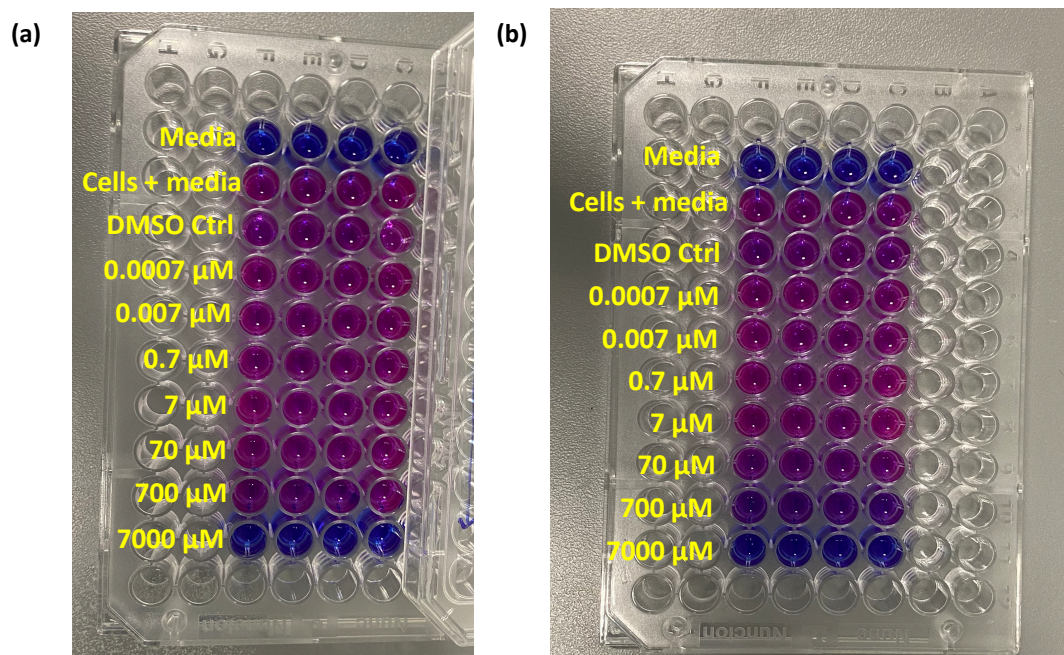 (a)
H G F E D C
Media
Cells + media
DMSO Ctrl
0.0007 µM
0.007 µM
0.7 µM
7 µM
70 µM
700 µM
7000 µM
(b)
H G F E D C B A
Media
Cells + media
DMSO Ctrl
0.0007 µM
0.007 µM
0.7 µM
7 µM
70 µM
700 µM
7000 µM